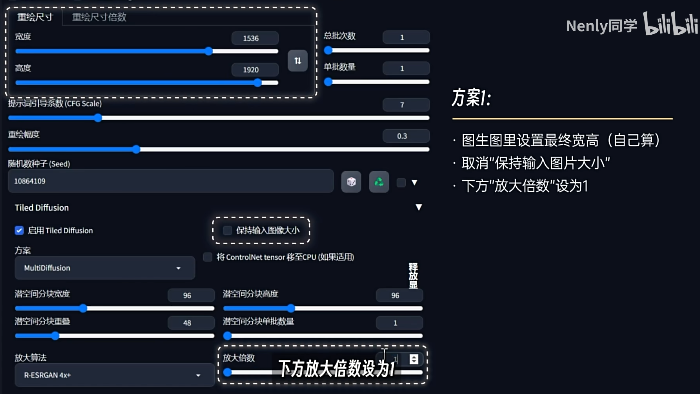 重绘尺寸 重绘尺寸倍数
Nenly同学 bilibili
宽度 1536 总批次数 1
高度 1920 单批数量 1
提示词引导系数 (CFG Scale) 7
重绘幅度 0.3
随机数种子 (Seed)
10864109
Tiled Diffusion
启用 Tiled Diffusion 保持输入图像大小
方案 将 ControlNet tensor 移至CPU (如果适用)
MultiDiffusion
释放显
潜空间分块宽度 96 潜空间分块高度 96
潜空间分块重叠 48 潜空间分块单批数量 1
放大算法 放大倍数 1
R-ESRGAN 4x+
下方放大倍数设为1
方案1:
· 图生图里设置最终宽高（自己算）
· 取消“保持输入图片大小”
· 下方“放大倍数”设为1